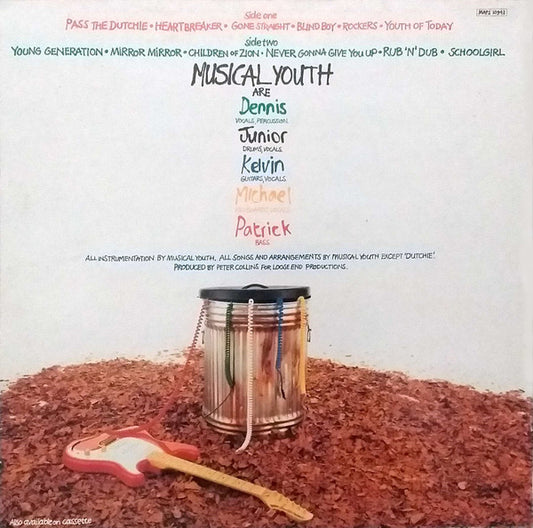 Side one
MAPS 10943
PASS THE DUTCHIE • HEARTBREAKER • GONE STRAIGHT • BLIND BOY • ROCKERS • YOUTH OF TODAY
Side two
YOUNG GENERATION • MIRROR MIRROR • CHILDREN OF ZION • NEVER GONNA GIVE YOU UP • RUB 'N' DUB • SCHOOLGIRL
MUSICAL YOUTH
ARE
Dennis
VOCALS, PERCUSSION.
Junior
DRUMS, VOCALS.
Kelvin
GUITARS, VOCALS.
Michael
KEYBOARDS, VOCALS.
Patrick
BASS.
ALL INSTRUMENTATION BY MUSICAL YOUTH. ALL SONGS AND ARRANGEMENTS BY MUSICAL YOUTH EXCEPT 'DUTCHIE'.
PRODUCED BY PETER COLLINS FOR LOOSE END PRODUCTIONS.
Also available on cassette